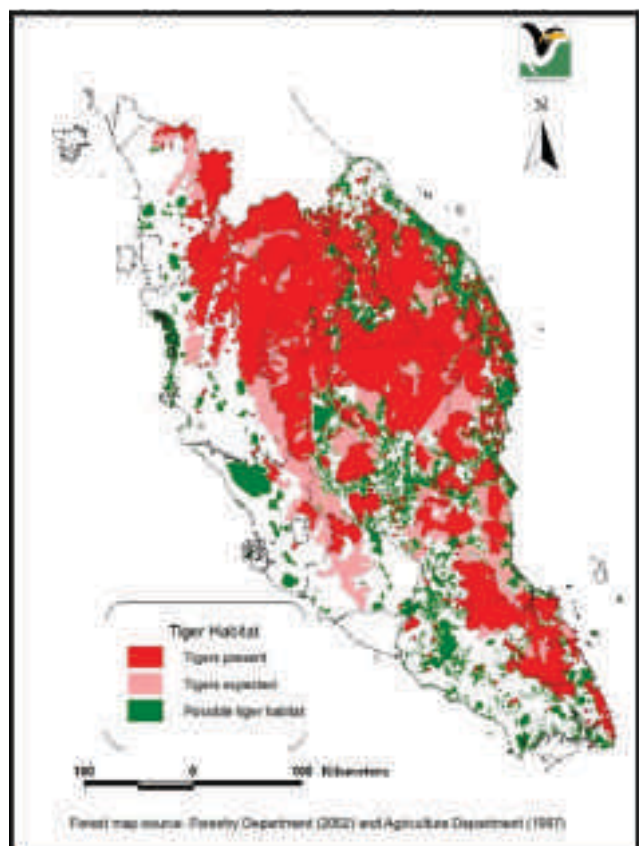 N
Tiger Habitat
Tigers present
Tigers expected
Possible tiger habitat
100 0 100 Kilometers
Forest map source: Forestry Department (2002) and Agriculture Department (1997)